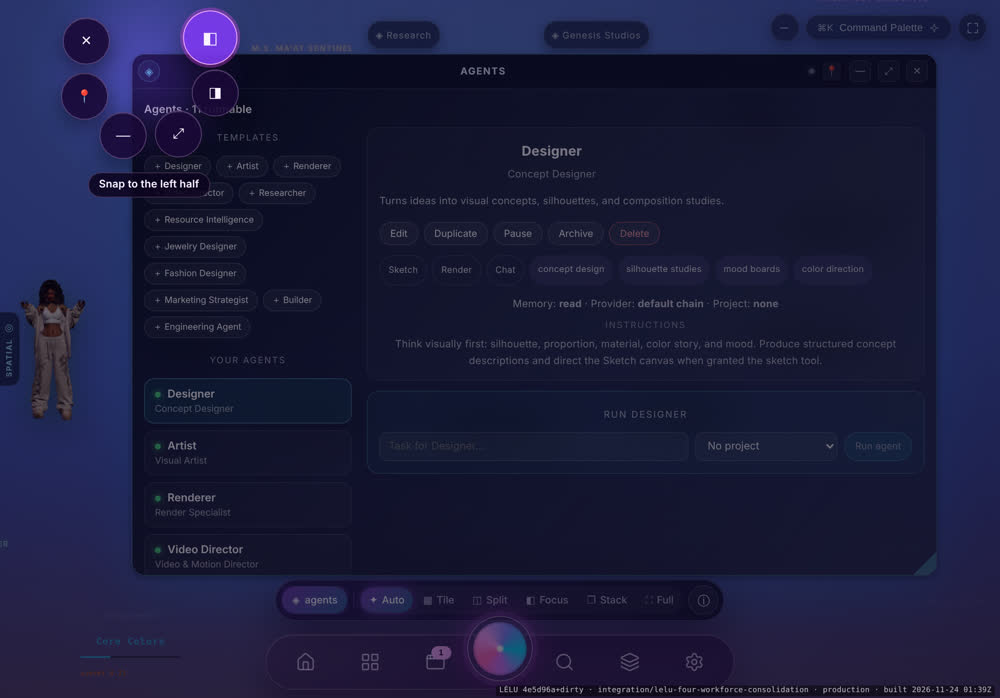 Research
Genesis Studios
⌘K Command Palette
M.S. MA'AT SENTINEL
AGENTS
Agents ·
TEMPLATES
+ Designer
+ Artist
+ Renderer
+ Researcher
Snap to the left half
+ Resource Intelligence
+ Jewelry Designer
+ Fashion Designer
+ Marketing Strategist
+ Builder
+ Engineering Agent
YOUR AGENTS
Designer
Concept Designer
Artist
Visual Artist
Renderer
Render Specialist
Video Director
Video & Motion Director
Designer
Concept Designer
Turns ideas into visual concepts, silhouettes, and composition studies.
Edit
Duplicate
Pause
Archive
Delete
Sketch
Render
Chat
concept design
silhouette studies
mood boards
color direction
Memory: read · Provider: default chain · Project: none
INSTRUCTIONS
Think visually first: silhouette, proportion, material, color story, and mood. Produce structured concept
descriptions and direct the Sketch canvas when granted the sketch tool.
RUN DESIGNER
Task for Designer...
No project
Run agent
SPATIAL
agents
Auto
Tile
Split
Focus
Stack
Full
Core Colors
1
LÉLU 4e5d96a+dirty · integration/lelu-four-workforce-consolidation · production · built 2026-11-24 01:39Z